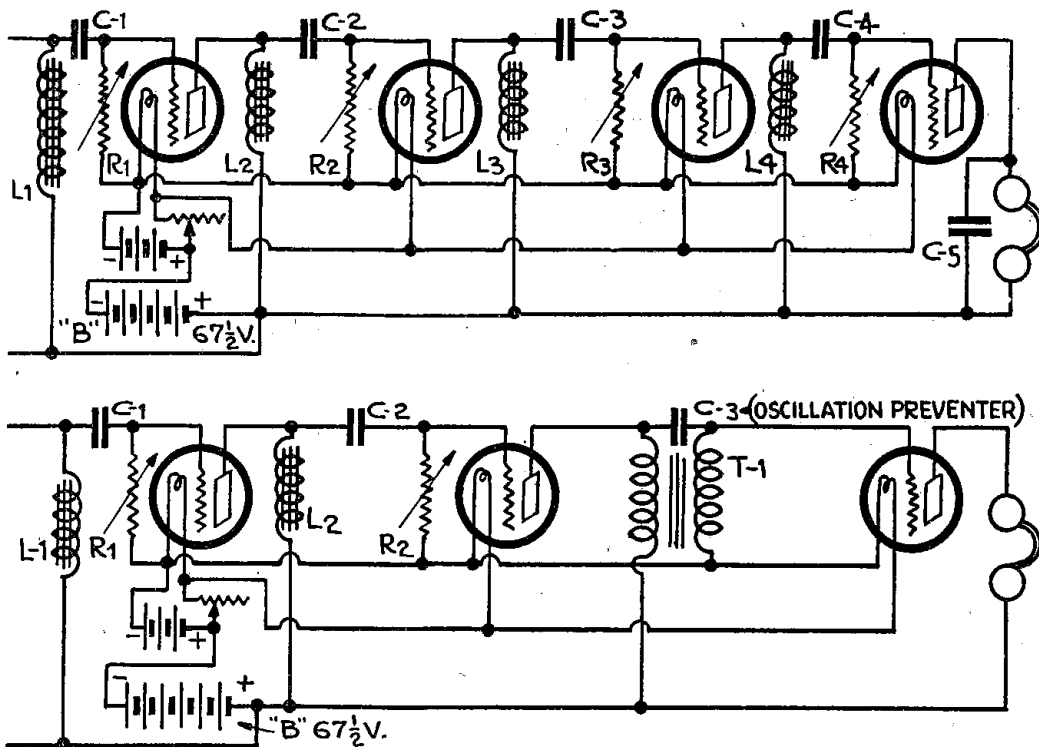 C-1
C-2
C-3
C-4
L1
R1
L2
R2
L3
R3
L4
R4
C-5
- +
- +
"B" 67½V.
C-1
C-2
C-3 (OSCILLATION PREVENTER)
T-1
L-1
R1
L2
R2
- +
- +
"B" 67½V.